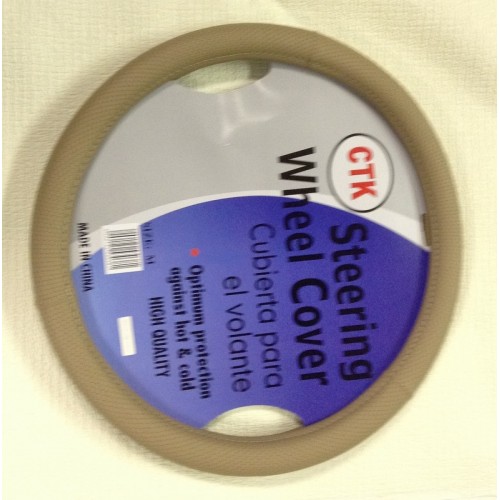 CTK
Steering
Wheel Cover
Cubierta para
el volante
Optimum protection
against hot & cold
HIGH QUALITY
MADE IN CHINA